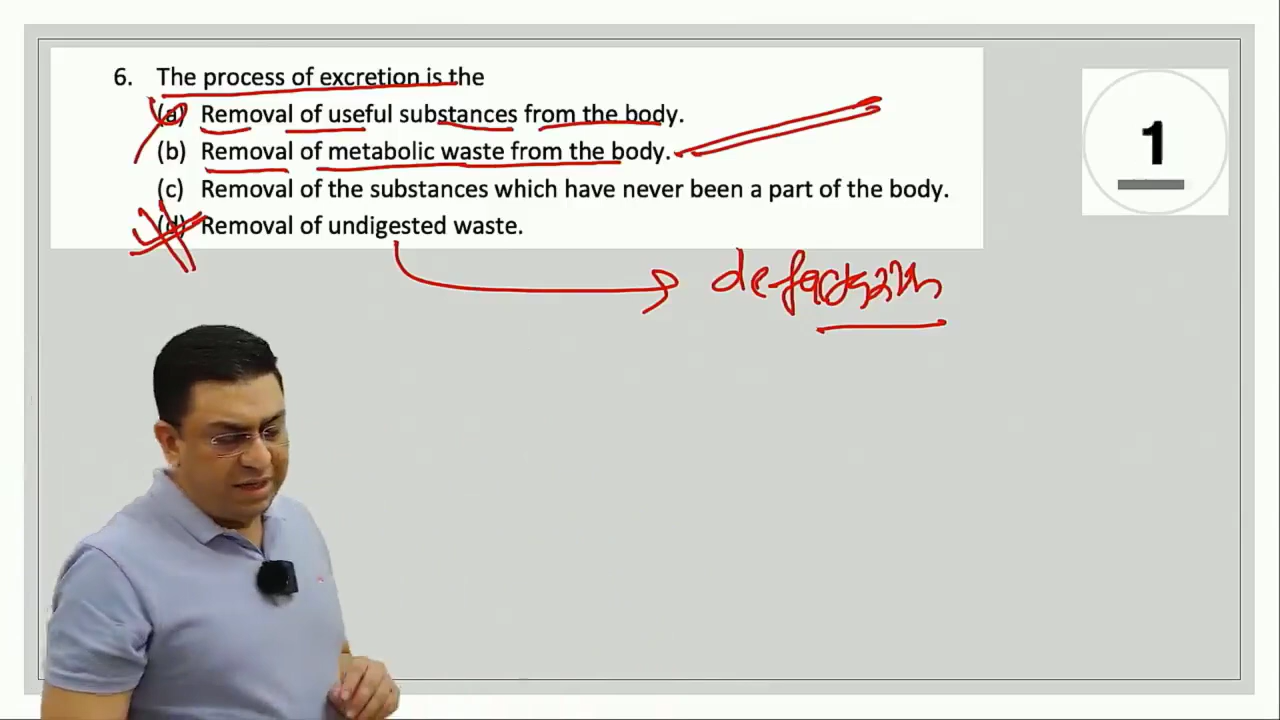 6. The process of excretion is the
(a) Removal of useful substances from the body.
(b) Removal of metabolic waste from the body.
(c) Removal of the substances which have never been a part of the body.
(d) Removal of undigested waste.
1